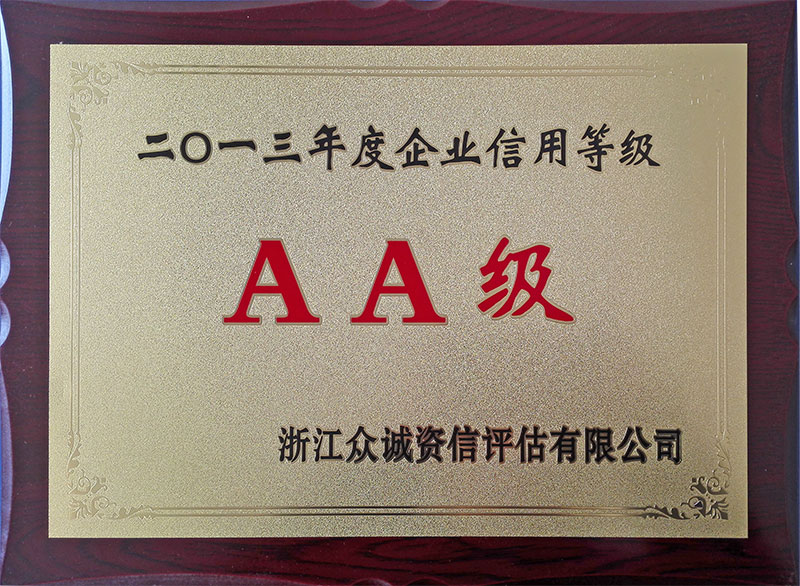 二〇一三年度企业信用等级
AA级
浙江众诚资信评估有限公司